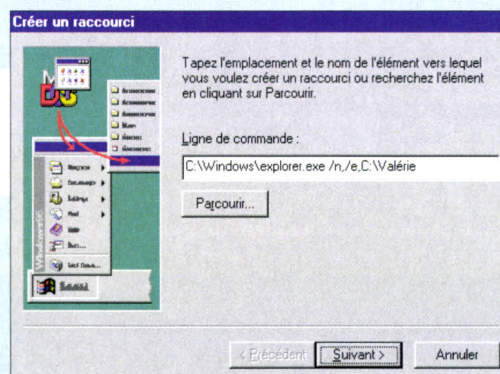 Créer un raccourci
Tapez l'emplacement et le nom de l'élément vers lequel
vous voulez créer un raccourci ou recherchez l'élément
en cliquant sur Parcourir.
Ligne de commande :
C:\Windows\explorer.exe /n,/e,C:\Valérie
Parcourir...
< Précédent
Suivant >
Annuler